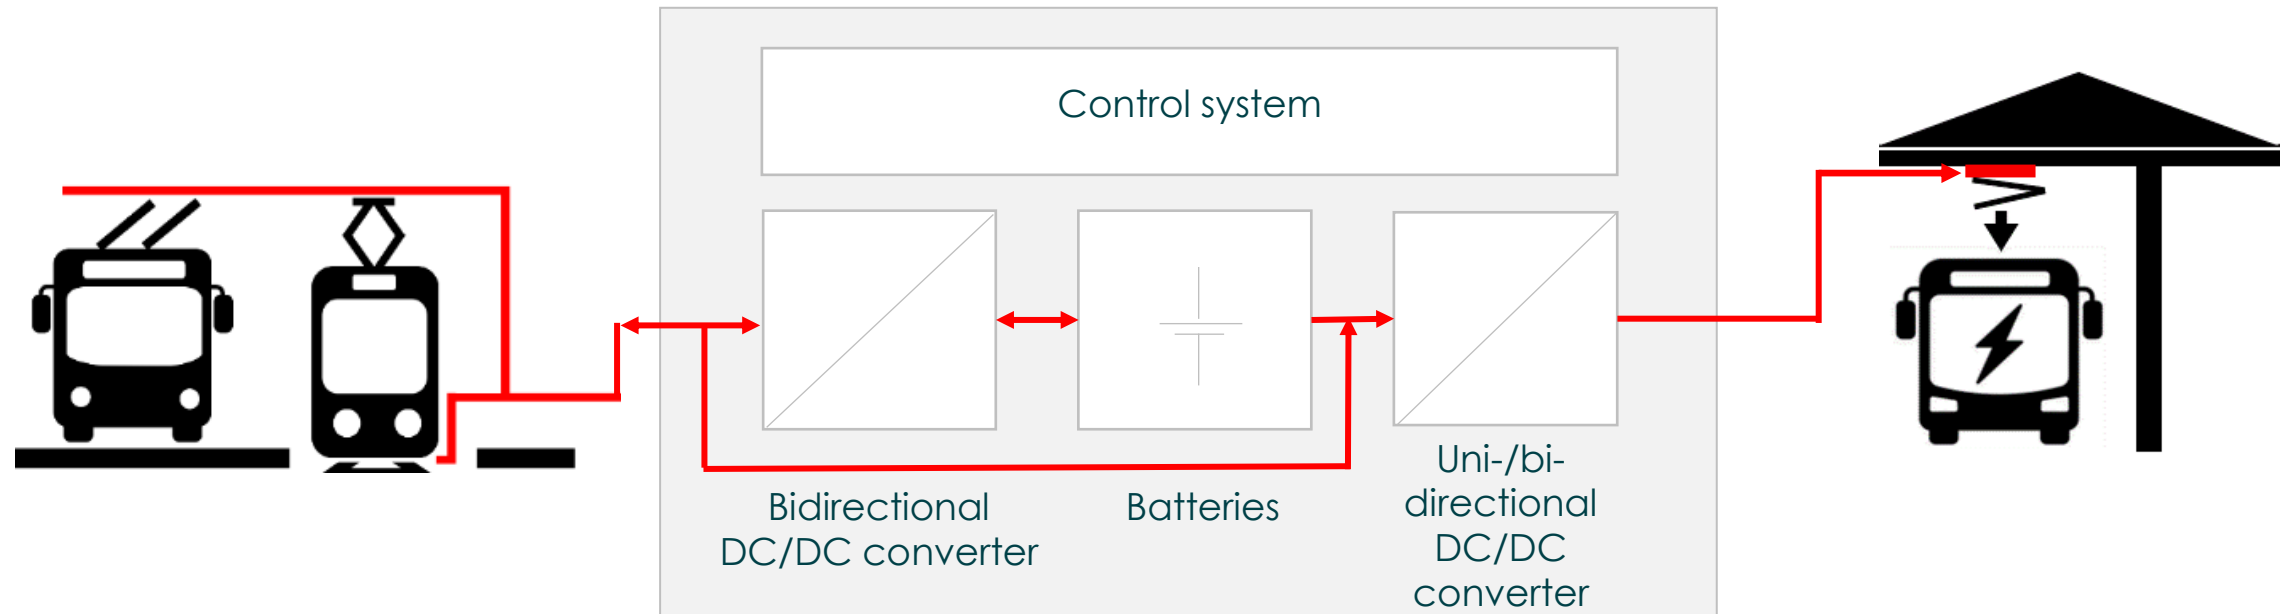 Control system
Bidirectional
DC/DC converter
Batteries
Uni-/bi-
directional
DC/DC
converter